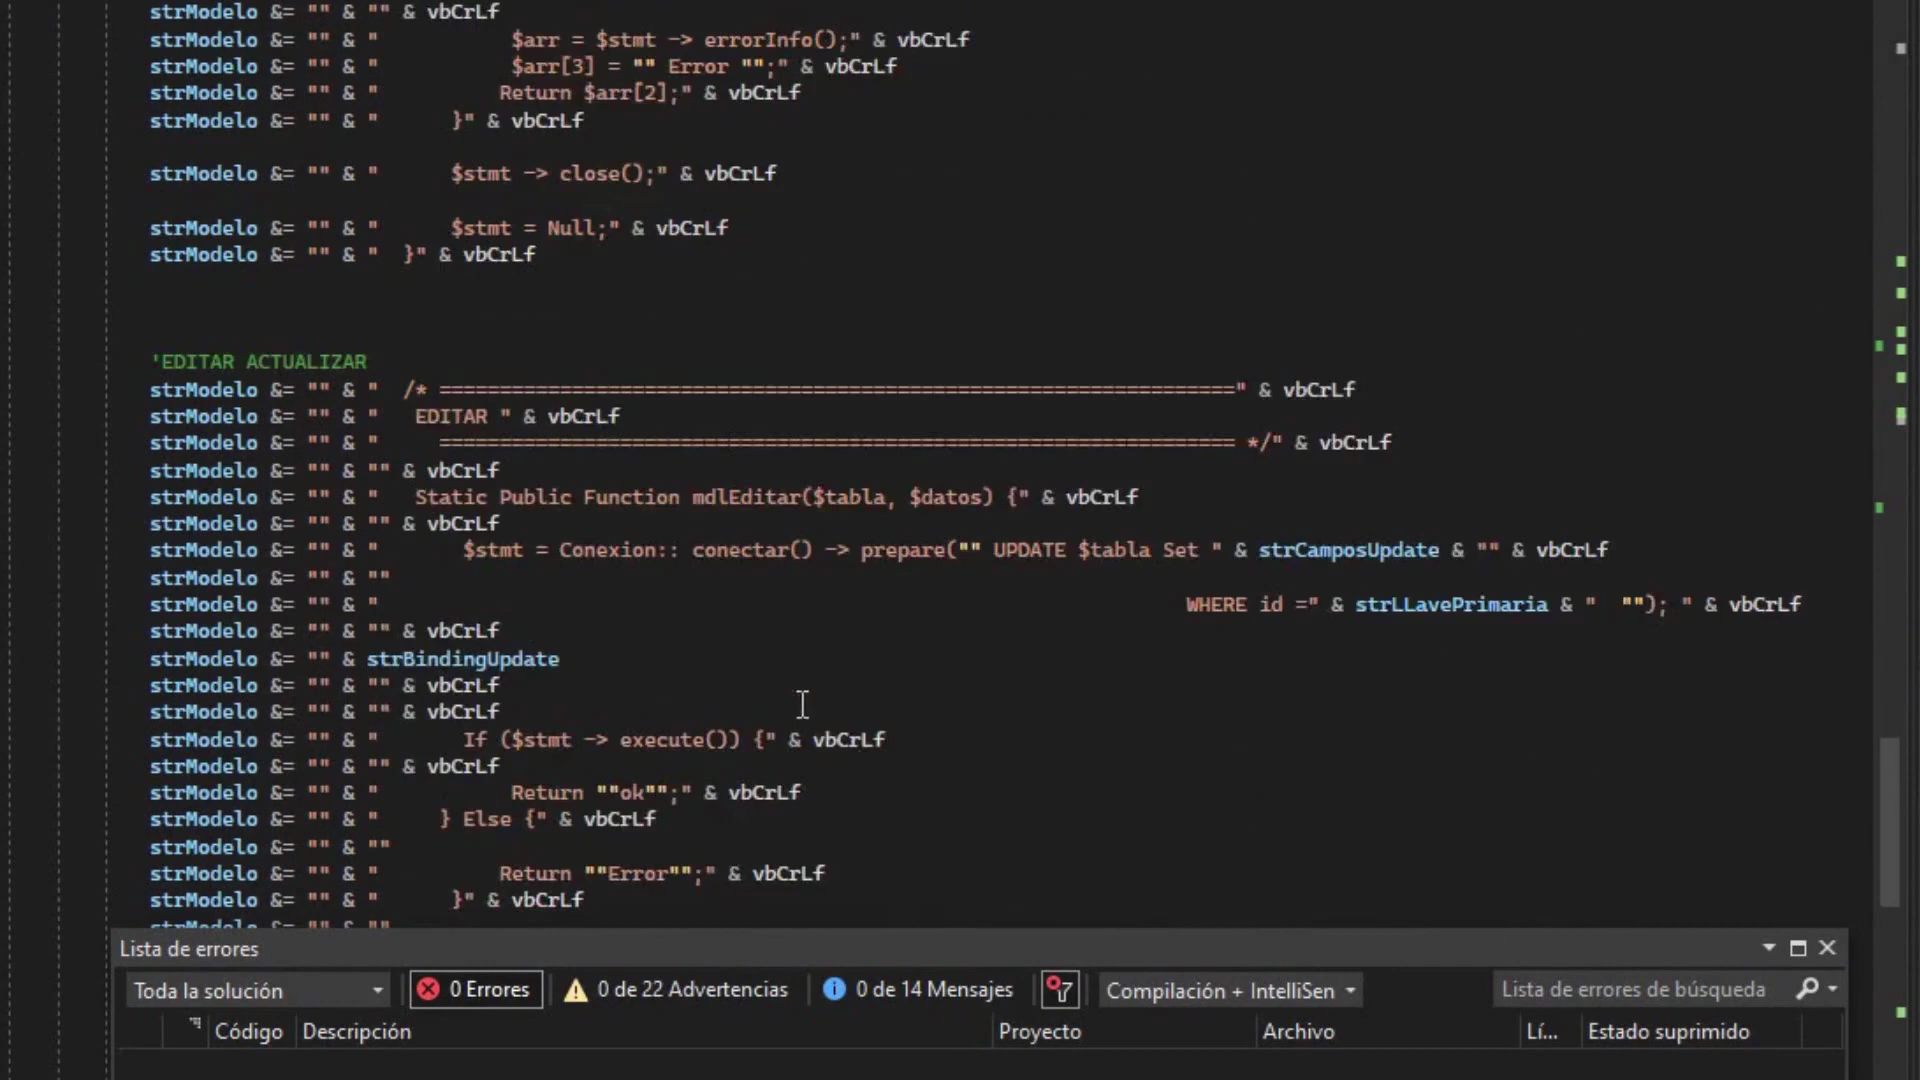 strModelo &= "" & "" & vbCrLf
strModelo &= "" & "           $arr = $stmt -> errorInfo();" & vbCrLf
strModelo &= "" & "           $arr[3] = "" Error "";" & vbCrLf
strModelo &= "" & "          Return $arr[2];" & vbCrLf
strModelo &= "" & "      }" & vbCrLf
strModelo &= "" & "      $stmt -> close();" & vbCrLf
strModelo &= "" & "      $stmt = Null;" & vbCrLf
strModelo &= "" & "  }" & vbCrLf
'EDITAR ACTUALIZAR
strModelo &= "" & "  /* ==================================================================" & vbCrLf
strModelo &= "" & "   EDITAR " & vbCrLf
strModelo &= "" & "     ================================================================== */" & vbCrLf
strModelo &= "" & "" & vbCrLf
strModelo &= "" & "   Static Public Function mdlEditar($tabla, $datos) {" & vbCrLf
strModelo &= "" & "" & vbCrLf
strModelo &= "" & "       $stmt = Conexion:: conectar() -> prepare("" UPDATE $tabla Set " & strCamposUpdate & "" & vbCrLf
strModelo &= "" & ""
strModelo &= "" & "                                                                   WHERE id =" & strLLavePrimaria & "  ""); " & vbCrLf
strModelo &= "" & "" & vbCrLf
strModelo &= "" & strBindingUpdate
strModelo &= "" & "" & vbCrLf
strModelo &= "" & "" & vbCrLf
strModelo &= "" & "       If ($stmt -> execute()) {" & vbCrLf
strModelo &= "" & "" & vbCrLf
strModelo &= "" & "           Return ""ok"";" & vbCrLf
strModelo &= "" & "     } Else {" & vbCrLf
strModelo &= "" & ""
strModelo &= "" & "          Return ""Error"";" & vbCrLf
strModelo &= "" & "      }" & vbCrLf
strModelo &= "" & ""
Lista de errores
Toda la solución 0 Errores 0 de 22 Advertencias 0 de 14 Mensajes Compilación + IntelliSen Lista de errores de búsqueda
Código Descripción Proyecto Archivo Lí... Estado suprimido